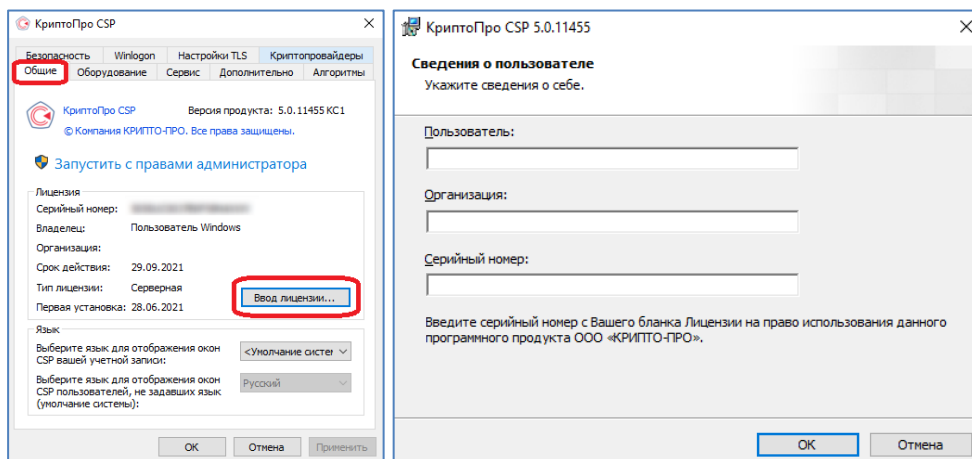 КриптоПро CSP
Безопасность Winlogon Настройки TLS Криптопровайдеры
Общие Оборудование Сервис Дополнительно Алгоритмы
КриптоПро CSP Версия продукта: 5.0.11455 КС1
© Компания КРИПТО-ПРО. Все права защищены.
Запустить с правами администратора
Лицензия
Серийный номер:
Владелец: Пользователь Windows
Организация:
Срок действия: 29.09.2021
Тип лицензии: Серверная
Первая установка: 28.06.2021
Ввод лицензии...
Язык
Выберите язык для отображения окон
CSP вашей учетной записи:
<Умолчание систег
Выберите язык для отображения окон
CSP пользователей, не задавших язык
(умолчание системы):
Русский
ОК Отмена Применить
КриптоПро CSP 5.0.11455
Сведения о пользователе
Укажите сведения о себе.
Пользователь:
Организация:
Серийный номер:
Введите серийный номер с Вашего бланка Лицензии на право использования данного
программного продукта ООО «КРИПТО-ПРО».
ОК Отмена